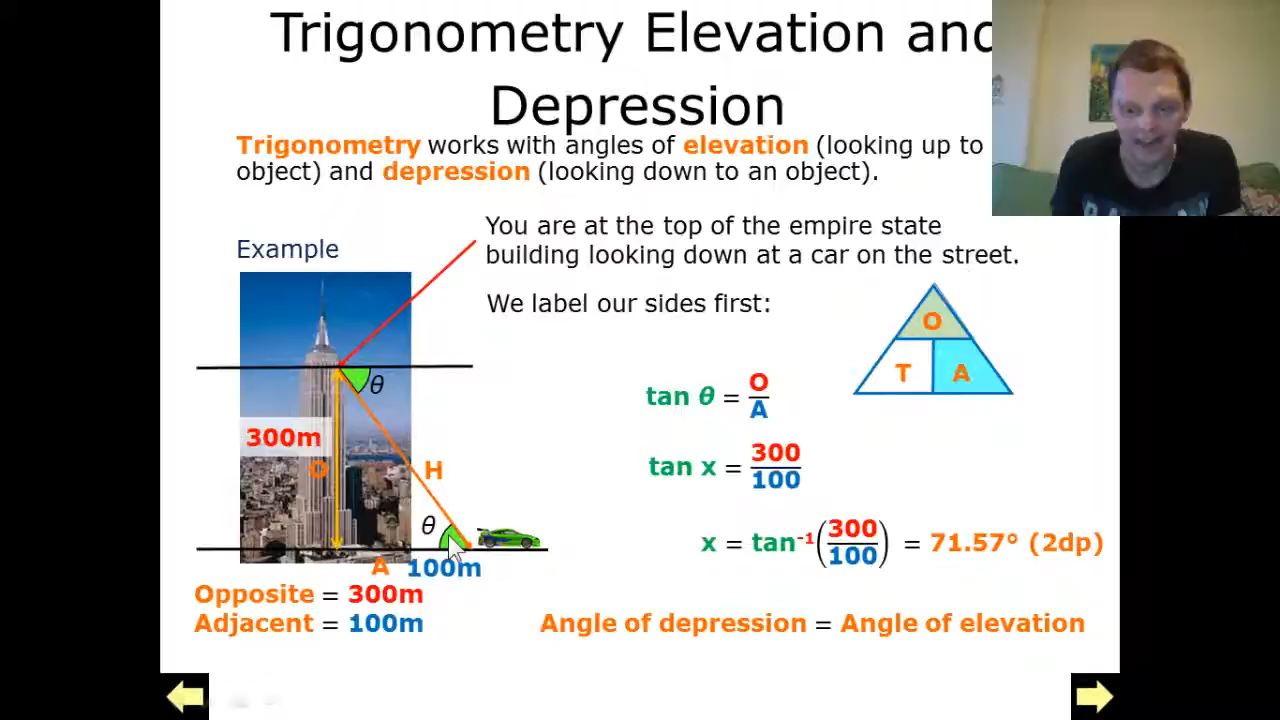 Trigonometry Elevation and
Depression
Trigonometry works with angles of elevation (looking up to
object) and depression (looking down to an object).
Example
You are at the top of the empire state
building looking down at a car on the street.
We label our sides first:
O
T A
θ
300m
O
H
θ
A 100m
tan θ = O/A
tan x = 300/100
x = tan⁻¹(300/100) = 71.57° (2dp)
Opposite = 300m
Adjacent = 100m
Angle of depression = Angle of elevation